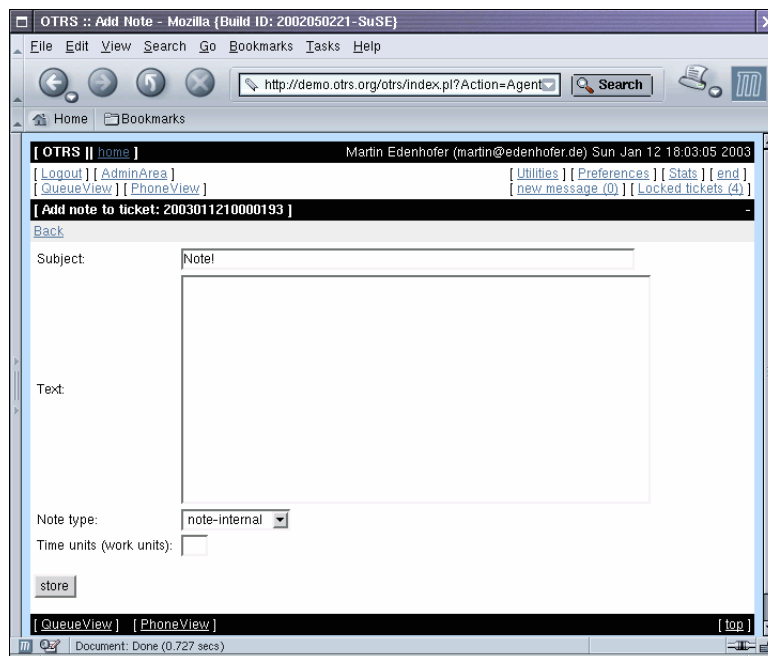 OTRS :: Add Note - Mozilla {Build ID: 2002050221-SuSE}
File Edit View Search Go Bookmarks Tasks Help
http://demo.otrs.org/otrs/index.pl?Action=Agent Search
Home Bookmarks
[ OTRS || home ] Martin Edenhofer (martin@edenhofer.de) Sun Jan 12 18:03:05 2003
[ Logout ] [ AdminArea ] [ Utilities ] [ Preferences ] [ Stats ] [ end ]
[ QueueView ] [ PhoneView ] [ new message (0) ] [ Locked tickets (4) ]
[ Add note to ticket: 2003011210000193 ] -
Back
Subject: Note!
Text:
Note type: note-internal
Time units (work units):
store
[ QueueView ] [ PhoneView ] [ top ]
Document: Done (0.727 secs)